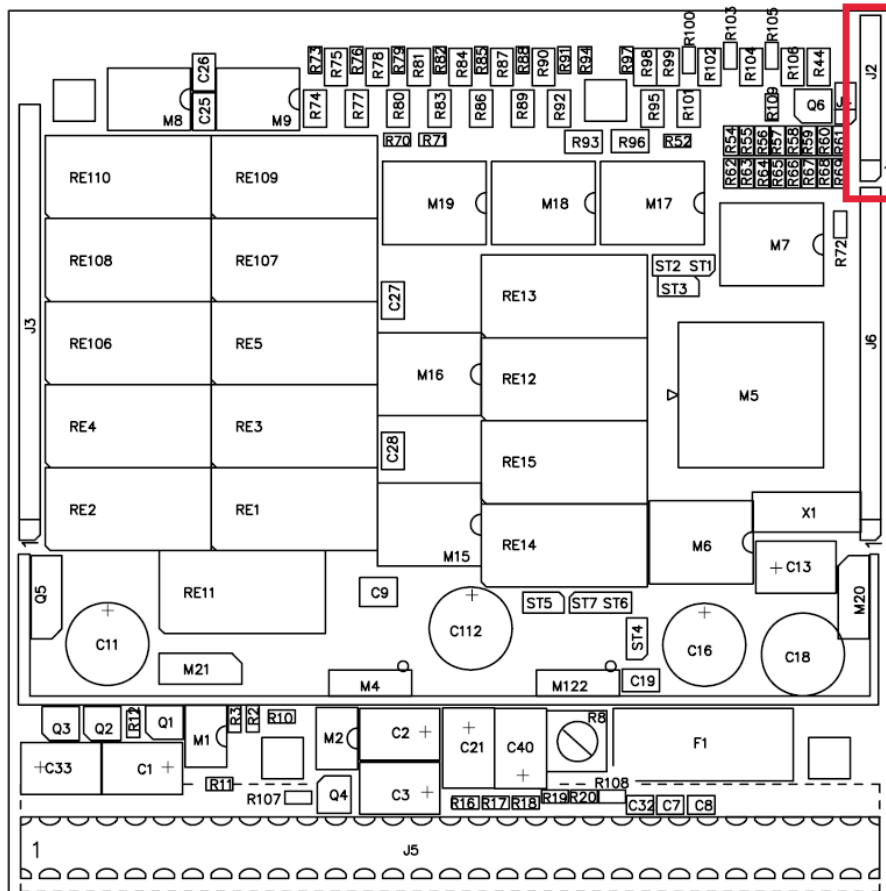 R73 R75 R76 R78 R79 R81 R82 R84 R85 R87 R88 R90 R91 R94 R97 R98 R99 R100 R102 R103 R104 R105 R106 R44 J2
C26
C25
M8 M9
R74 R77 R80 R83 R86 R89 R92 R95 R101 R109 Q6
R70 R71 R93 R96 R52 R54 R55 R56 R57 R58 R59 R60 R61
R62 R63 R64 R65 R66 R67 R68 R69 1
RE110 RE109
M19 M18 M17 M7 R72
RE108 RE107
ST2 ST1
ST3
C27 RE13
J3 J6
RE106 RE5 M16 RE12 M5
RE4 RE3 C28 RE15
RE2 RE1 M15 RE14 M6 X1
1 1
Q5 RE11 C9 ST5 ST7 ST6 C13 M20
C11 C112 ST4 C16 C18
M21 M4 M122 C19
Q3 Q2 R12 Q1 M1 R3 R2 R10 M2 C2 C21 C40 R8 F1
C33 C1 R11 R107 Q4 C3 R16 R17 R18 R19 R20 R108 C32 C7 C8
1 J5